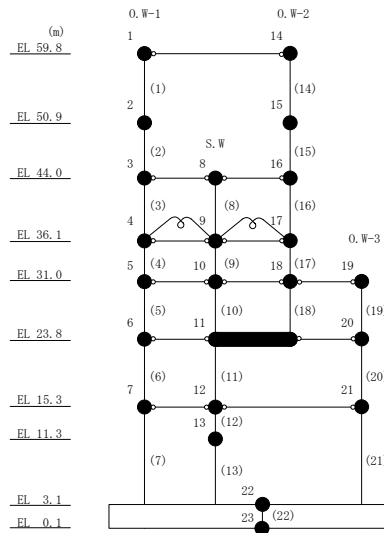 O.W-1 O.W-2
(m) 1 14
EL 59.8
(1) (14)
EL 50.9 2 15
(2) S.W (15)
EL 44.0 3 8 16
(3) (8) (16)
EL 36.1 4 9 17 O.W-3
(4) (9) (17)
EL 31.0 5 10 18 19
(5) (10) (18) (19)
EL 23.8 6 11 20
(6) (11) (20)
EL 15.3 7 12 21
(12)
EL 11.3 13
(7) (13) (21)
EL 3.1 22
(22)
EL 0.1 23